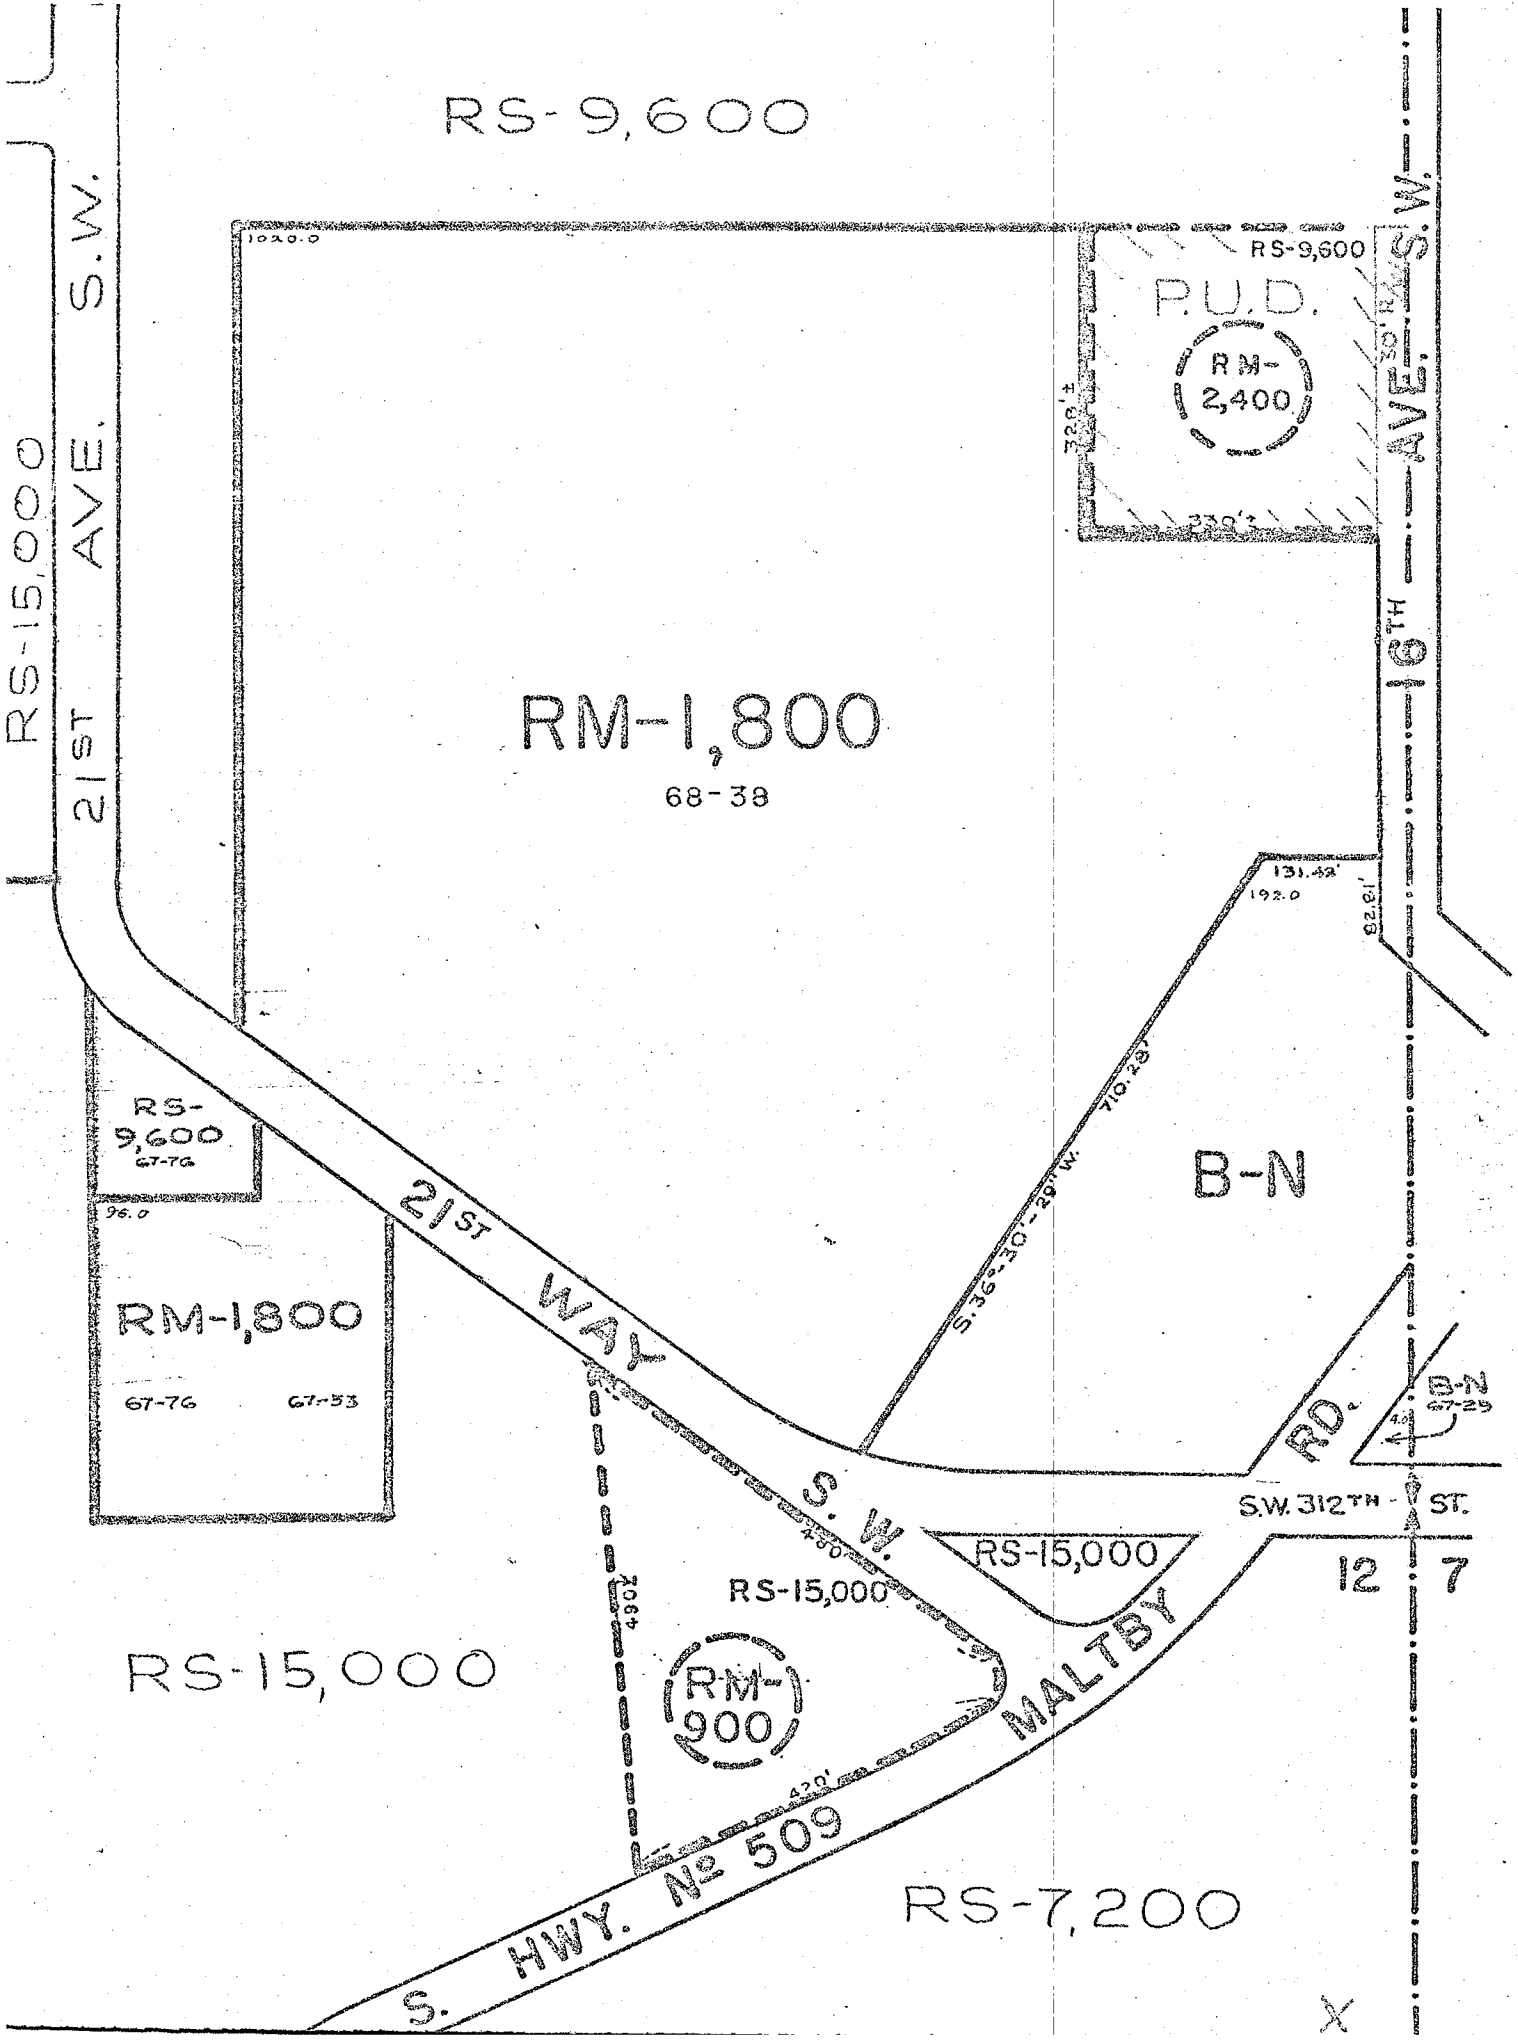 RS-9,600
21ST AVE. S.W.
RS-15,000
1020.0
RS-9,600
P.U.D.
RM-
2,400
328'±
330'±
16TH AVE. S.W.
RM-1,800
68-38
131.42'
192.0
82.81'
710.28'
S.36°-30'-29"W.
B-N
RS-
9,600
67-76
96.0
RM-1,800
67-76 67-53
21ST WAY S.W.
480'
RD.
B-N
67-29
4.0
S.W. 312TH ST.
RS-15,000
12 7
RS-15,000
490'±
RM-
900
420'
RS-15,000
MALTBY
S. HWY. Nº 509
RS-7,200
X